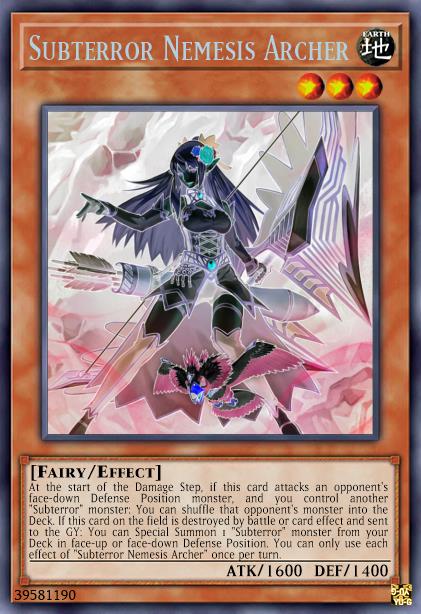 SUBTERROR NEMESIS ARCHER
EARTH
地
[FAIRY/EFFECT]
At the start of the Damage Step, if this card attacks an opponent's
face-down Defense Position monster, and you control another
"Subterror" monster: You can shuffle that opponent's monster into the
Deck. If this card on the field is destroyed by battle or card effect and sent
to the GY: You can Special Summon 1 "Subterror" monster from your
Deck in face-up or face-down Defense Position. You can only use each
effect of "Subterror Nemesis Archer" once per turn.
ATK/1600 DEF/1400
39581190